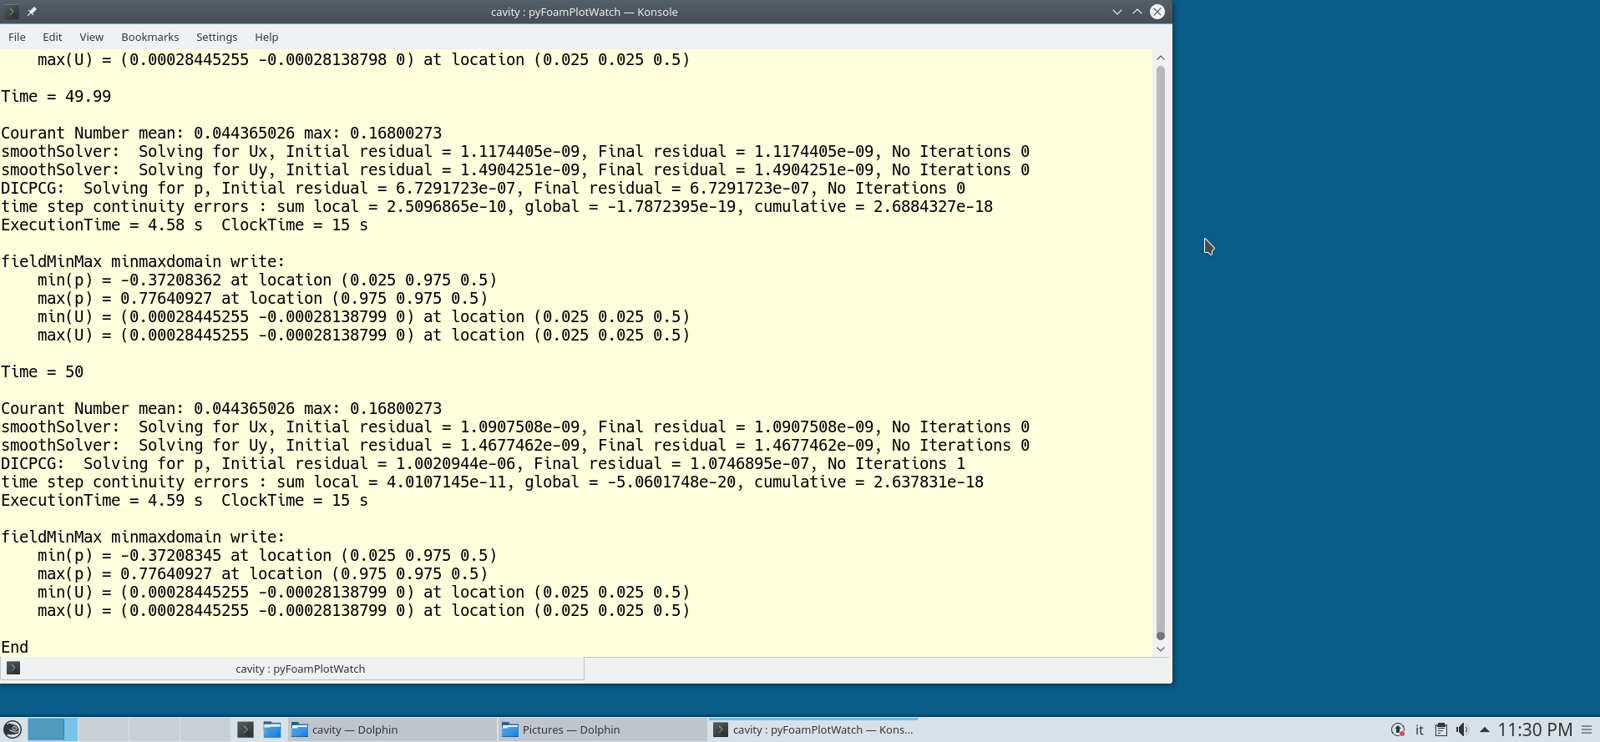 cavity : pyFoamPlotWatch — Konsole
File Edit View Bookmarks Settings Help
max(U) = (0.00028445255 -0.00028138798 0) at location (0.025 0.025 0.5)
Time = 49.99
Courant Number mean: 0.044365026 max: 0.16800273
smoothSolver:  Solving for Ux, Initial residual = 1.1174405e-09, Final residual = 1.1174405e-09, No Iterations 0
smoothSolver:  Solving for Uy, Initial residual = 1.4904251e-09, Final residual = 1.4904251e-09, No Iterations 0
DICPCG:  Solving for p, Initial residual = 6.7291723e-07, Final residual = 6.7291723e-07, No Iterations 0
time step continuity errors : sum local = 2.5096865e-10, global = -1.7872395e-19, cumulative = 2.6884327e-18
ExecutionTime = 4.58 s  ClockTime = 15 s
fieldMinMax minmaxdomain write:
min(p) = -0.37208362 at location (0.025 0.975 0.5)
max(p) = 0.77640927 at location (0.975 0.975 0.5)
min(U) = (0.00028445255 -0.00028138799 0) at location (0.025 0.025 0.5)
max(U) = (0.00028445255 -0.00028138799 0) at location (0.025 0.025 0.5)
Time = 50
Courant Number mean: 0.044365026 max: 0.16800273
smoothSolver:  Solving for Ux, Initial residual = 1.0907508e-09, Final residual = 1.0907508e-09, No Iterations 0
smoothSolver:  Solving for Uy, Initial residual = 1.4677462e-09, Final residual = 1.4677462e-09, No Iterations 0
DICPCG:  Solving for p, Initial residual = 1.0020944e-06, Final residual = 1.0746895e-07, No Iterations 1
time step continuity errors : sum local = 4.0107145e-11, global = -5.0601748e-20, cumulative = 2.637831e-18
ExecutionTime = 4.59 s  ClockTime = 15 s
fieldMinMax minmaxdomain write:
min(p) = -0.37208345 at location (0.025 0.975 0.5)
max(p) = 0.77640927 at location (0.975 0.975 0.5)
min(U) = (0.00028445255 -0.00028138799 0) at location (0.025 0.025 0.5)
max(U) = (0.00028445255 -0.00028138799 0) at location (0.025 0.025 0.5)
End
cavity : pyFoamPlotWatch
cavity — Dolphin Pictures — Dolphin cavity : pyFoamPlotWatch — Kons... it 11:30 PM